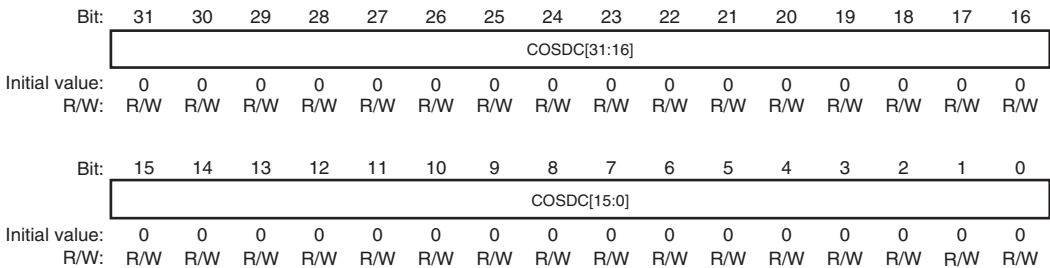 Bit: 31 30 29 28 27 26 25 24 23 22 21 20 19 18 17 16
COSDC[31:16]
Initial value: 0 0 0 0 0 0 0 0 0 0 0 0 0 0 0 0
R/W: R/W R/W R/W R/W R/W R/W R/W R/W R/W R/W R/W R/W R/W R/W R/W R/W
Bit: 15 14 13 12 11 10 9 8 7 6 5 4 3 2 1 0
COSDC[15:0]
Initial value: 0 0 0 0 0 0 0 0 0 0 0 0 0 0 0 0
R/W: R/W R/W R/W R/W R/W R/W R/W R/W R/W R/W R/W R/W R/W R/W R/W R/W